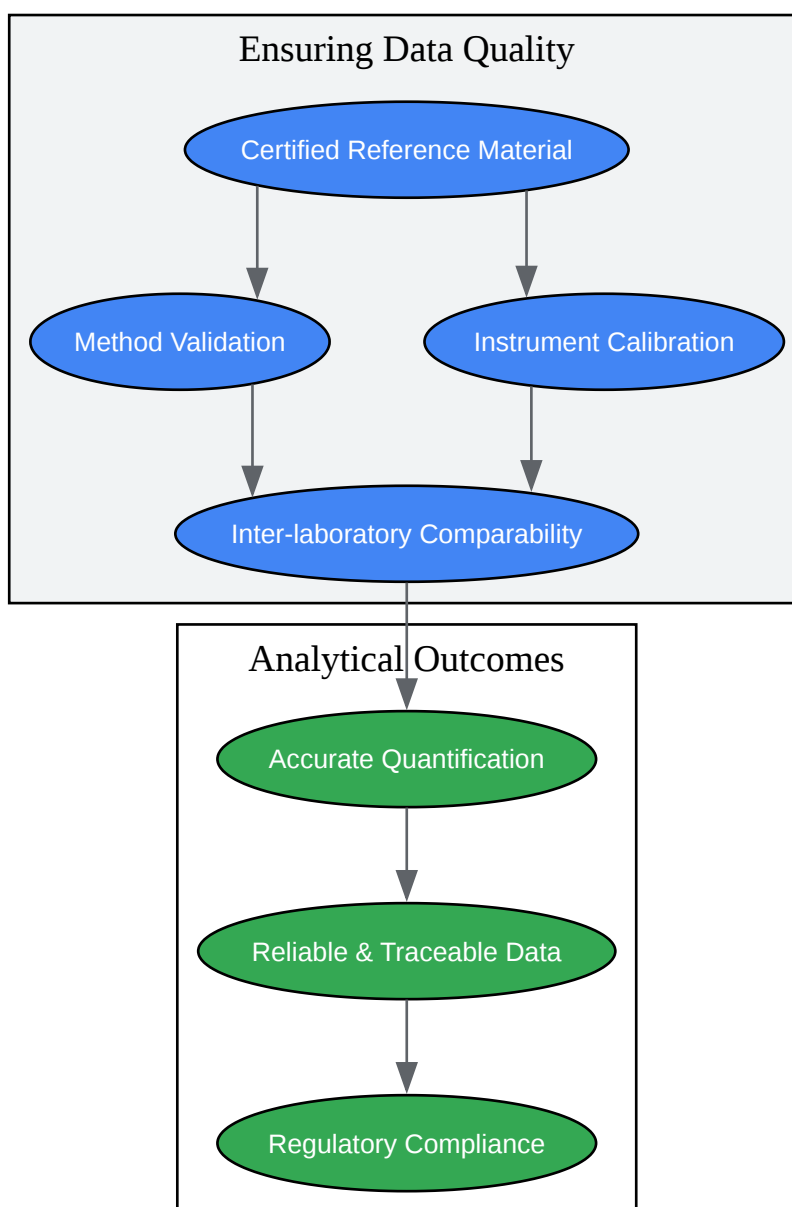 Ensuring Data Quality
Certified Reference Material
Method Validation
Instrument Calibration
Inter-laboratory Comparability
Analytical Outcomes
Accurate Quantification
Reliable & Traceable Data
Regulatory Compliance